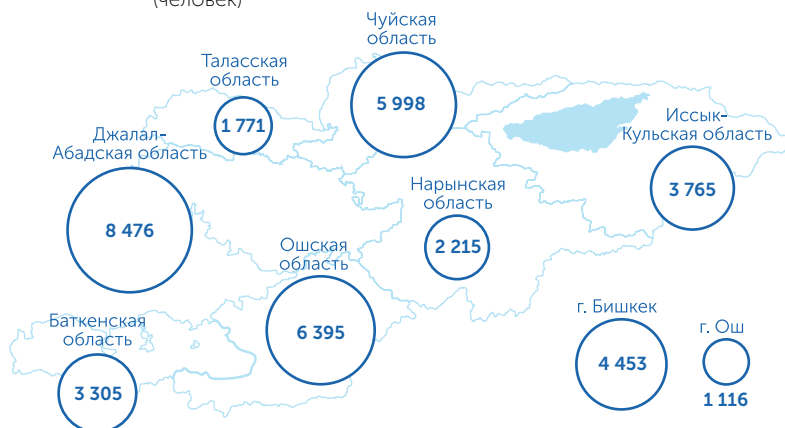 (человек)
Чуйская
область
5 998
Таласская
область
1 771
Иссык-
Кульская область
3 765
Джалал-
Абадская область
8 476
Нарынская
область
2 215
Ошская
область
6 395
Баткенская
область
3 305
г. Бишкек
4 453
г. Ош
1 116